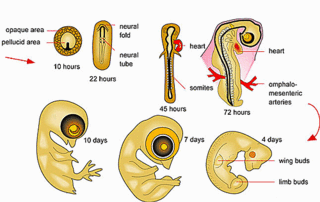 opaque area
pellucid area
10 hours
neural
fold
neural
tube
22 hours
heart
somites
45 hours
heart
omphalo-
mesenteric
arteries
72 hours
10 days
7 days
4 days
wing buds
limb buds